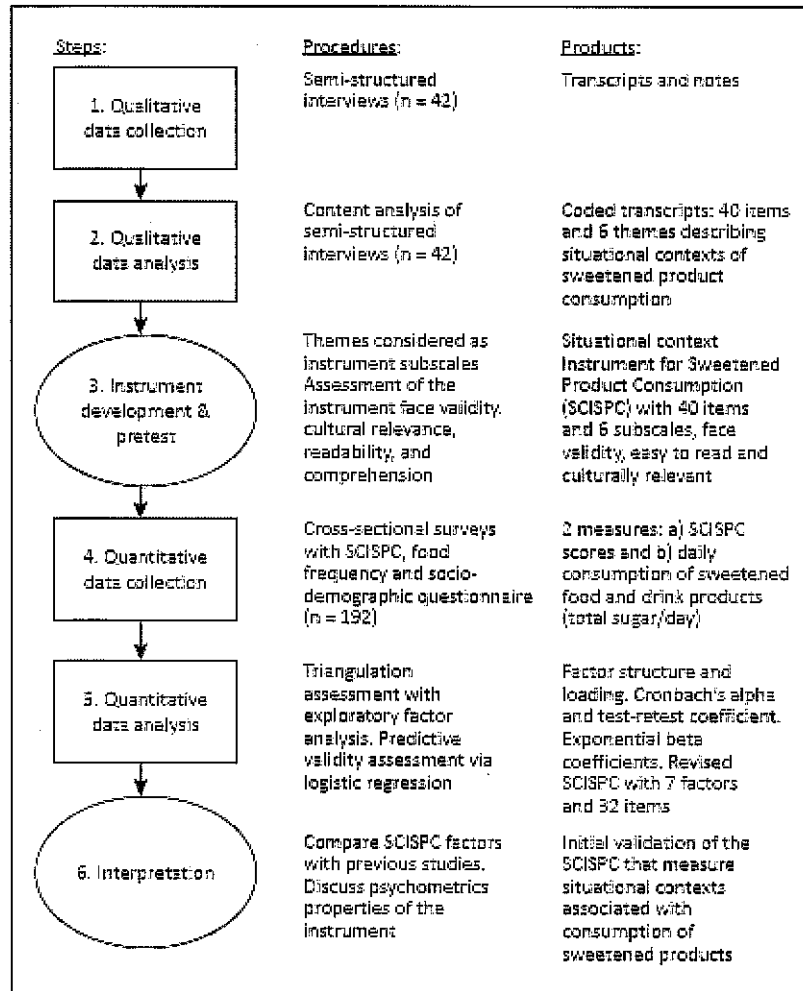 Steps:
Procedures:
Products:
1. Qualitative
data collection
Semi-structured
interviews (n = 42)
Transcripts and notes
2. Qualitative
data analysis
Content analysis of
semi-structured
interviews (n = 42)
Coded transcripts: 40 items
and 6 themes describing
situational contexts of
sweetened product
consumption
3. Instrument
development &
pretest
Themes considered as
instrument subscales
Assessment of the
instrument face validity,
cultural relevance,
readability, and
comprehension
Situational context
Instrument for Sweetened
Product Consumption
(SCISPC) with 40 items
and 6 subscales, face
validity, easy to read and
culturally relevant
4. Quantitative
data collection
Cross-sectional surveys
with SCISPC, food
frequency and socio-
demographic questionnaire
(n = 192)
2 measures: a) SCISPC
scores and b) daily
consumption of sweetened
food and drink products
(total sugar/day)
5. Quantitative
data analysis
Triangulation
assessment with
exploratory factor
analysis. Predictive
validity assessment via
logistic regression
Factor structure and
loading. Cronbach's alpha
and test-retest coefficient.
Exponential beta
coefficients. Revised
SCISPC with 7 factors
and 32 items
6. Interpretation
Compare SCISPC factors
with previous studies.
Discuss psychometrics
properties of the
instrument
Initial validation of the
SCISPC that measure
situational contexts
associated with
consumption of
sweetened products